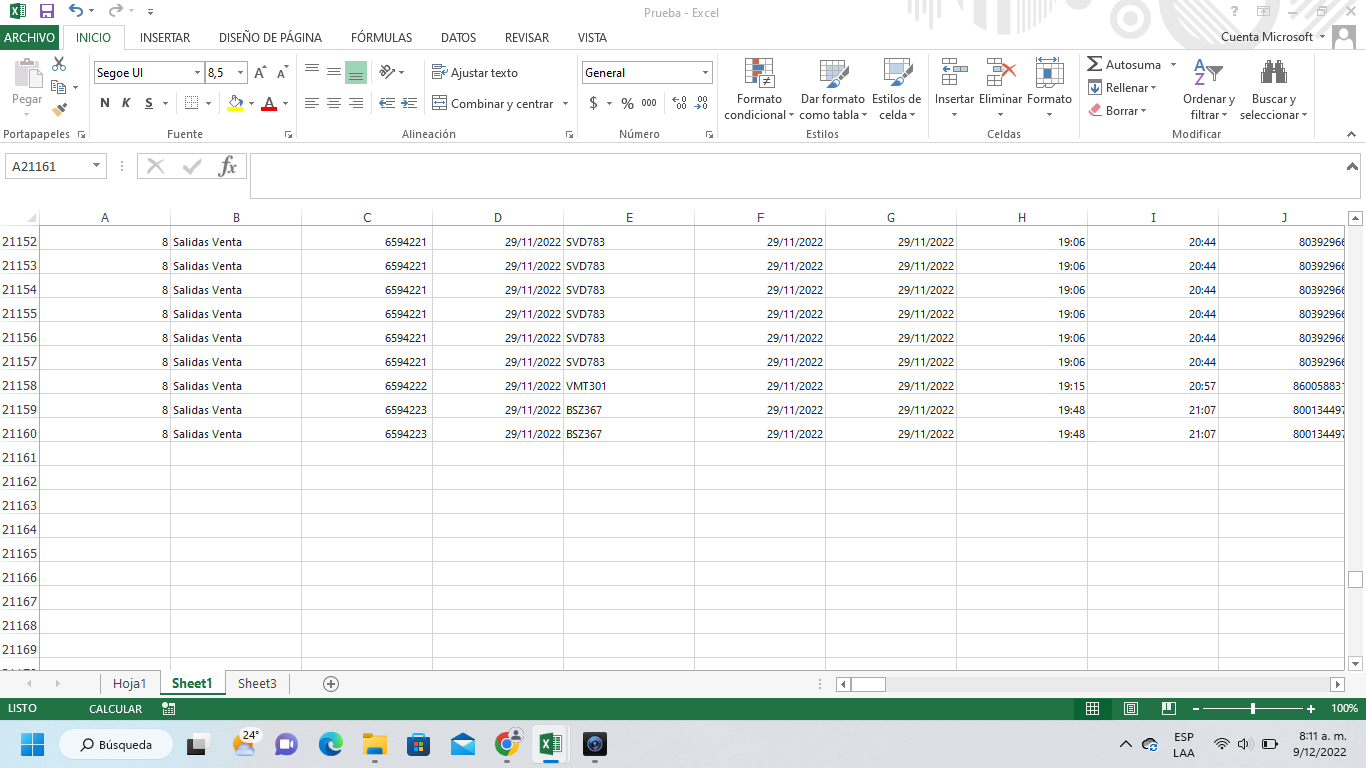 Prueba - Excel
?
ARCHIVO INICIO INSERTAR DISEÑO DE PÁGINA FÓRMULAS DATOS REVISAR VISTA Cuenta Microsoft
Pegar
Segoe UI 8,5 A A
N K S A
Ajustar texto
Combinar y centrar
General
$ % 000
Formato condicional
Dar formato como tabla
Estilos de celda
Insertar Eliminar Formato
Autosuma
Rellenar
Borrar
Ordenar y filtrar
Buscar y seleccionar
Portapapeles Fuente Alineación Número Estilos Celdas Modificar
A21161 fx
A B C D E F G H I J
21152 8 Salidas Venta 6594221 29/11/2022 SVD783 29/11/2022 29/11/2022 19:06 20:44 80392966
21153 8 Salidas Venta 6594221 29/11/2022 SVD783 29/11/2022 29/11/2022 19:06 20:44 80392966
21154 8 Salidas Venta 6594221 29/11/2022 SVD783 29/11/2022 29/11/2022 19:06 20:44 80392966
21155 8 Salidas Venta 6594221 29/11/2022 SVD783 29/11/2022 29/11/2022 19:06 20:44 80392966
21156 8 Salidas Venta 6594221 29/11/2022 SVD783 29/11/2022 29/11/2022 19:06 20:44 80392966
21157 8 Salidas Venta 6594221 29/11/2022 SVD783 29/11/2022 29/11/2022 19:06 20:44 80392966
21158 8 Salidas Venta 6594222 29/11/2022 VMT301 29/11/2022 29/11/2022 19:15 20:57 860058831
21159 8 Salidas Venta 6594223 29/11/2022 BSZ367 29/11/2022 29/11/2022 19:48 21:07 800134497
21160 8 Salidas Venta 6594223 29/11/2022 BSZ367 29/11/2022 29/11/2022 19:48 21:07 800134497
21161
21162
21163
21164
21165
21166
21167
21168
21169
Hoja1 Sheet1 Sheet3
LISTO CALCULAR 100%
Búsqueda 24° ESP LAA 8:11 a. m. 9/12/2022